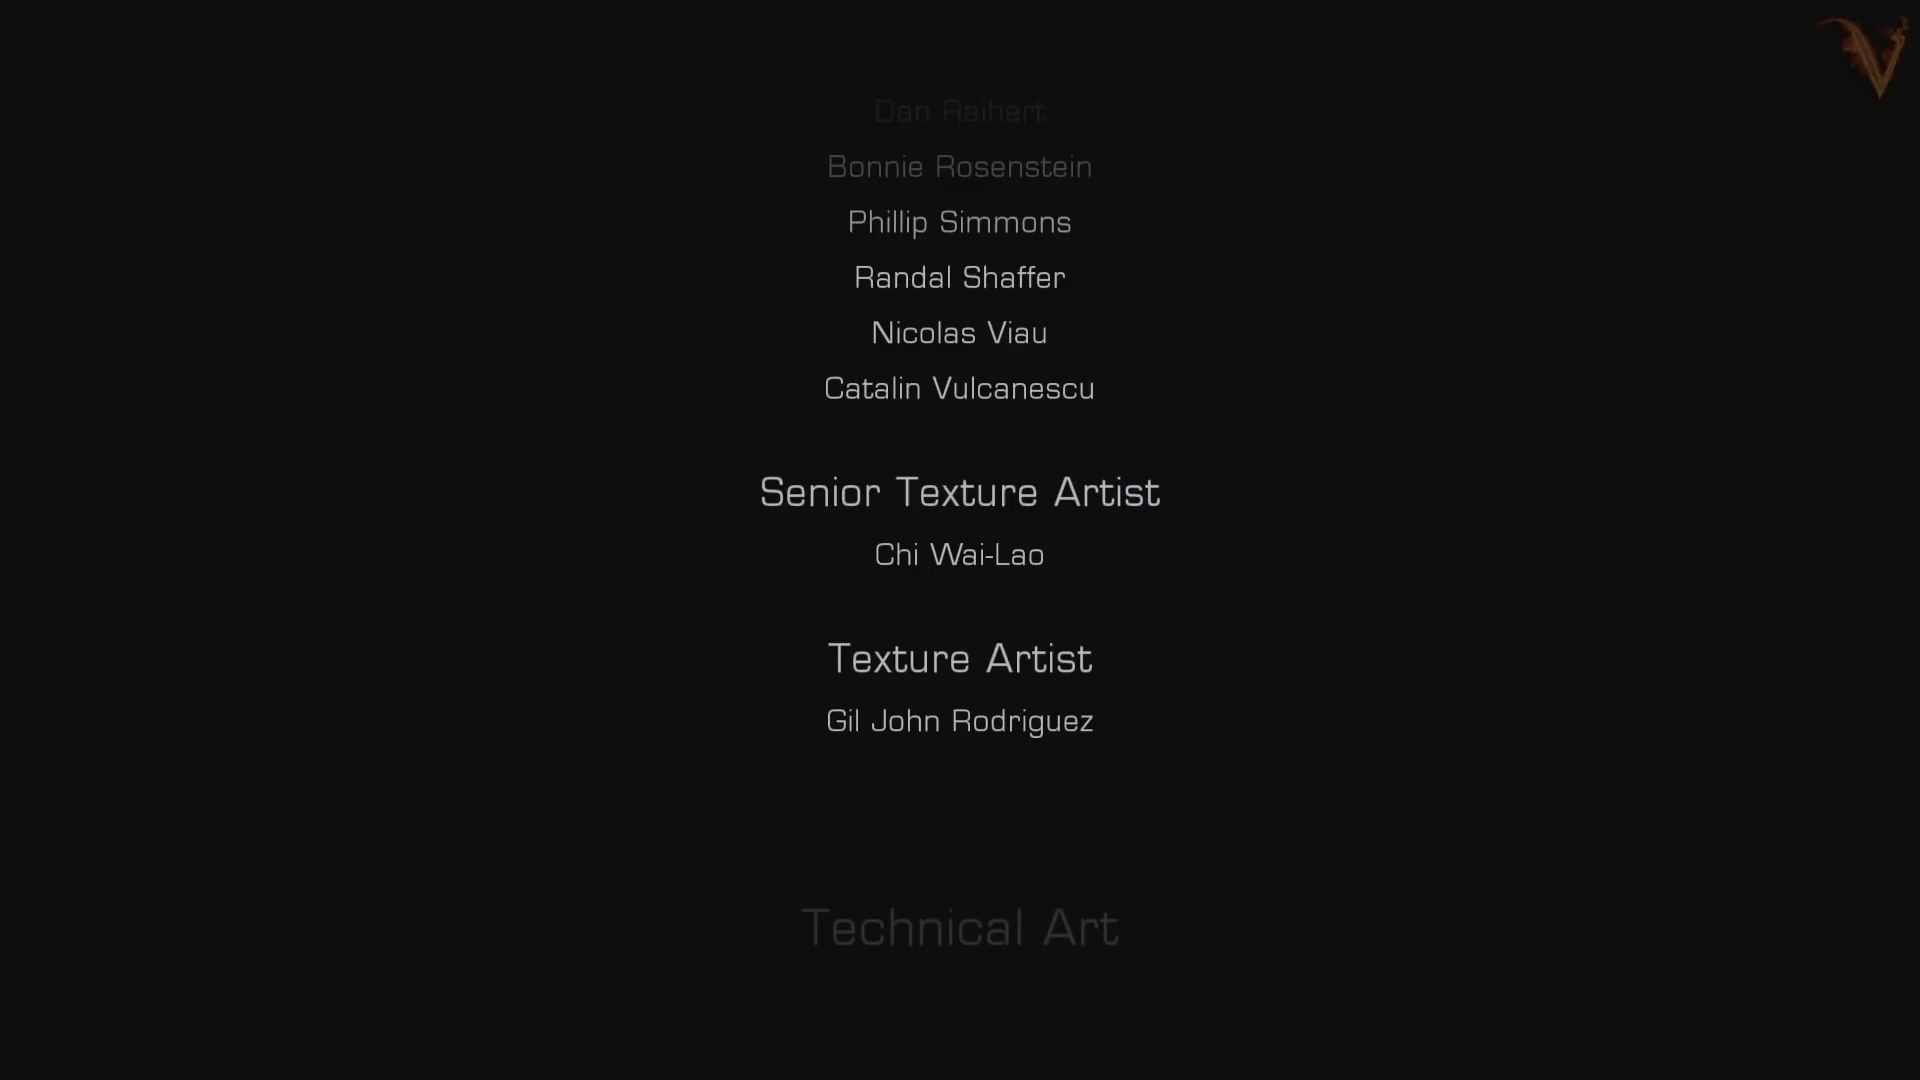 Dan Raihert
Bonnie Rosenstein
Phillip Simmons
Randal Shaffer
Nicolas Viau
Catalin Vulcanescu
Senior Texture Artist
Chi Wai-Lao
Texture Artist
Gil John Rodriguez
Technical Art
V